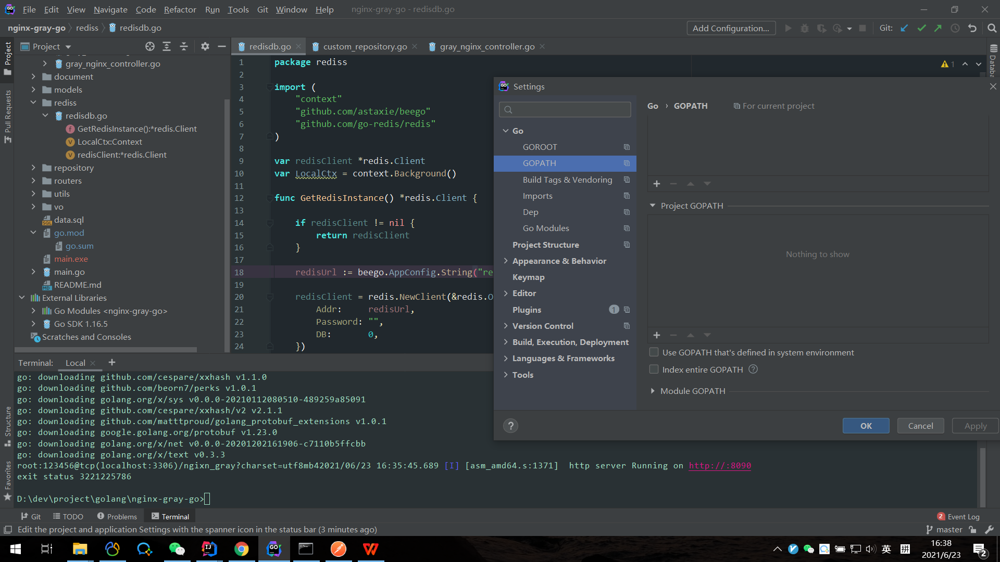 File Edit View Navigate Code Refactor Run Tools Git Window Help nginx-gray-go - redisdb.go
nginx-gray-go rediss redisdb.go
Add Configuration... Git:
Project
redisdb.go custom_repository.go gray_nginx_controller.go
Project
Pull Requests
Structure
Favorites
gray_nginx_controller.go
document
models
rediss
redisdb.go
GetRedisInstance():*redis.Client
LocalCtx:Context
redisClient:*redis.Client
repository
routers
utils
vo
data.sql
go.mod
go.sum
main.exe
main.go
README.md
External Libraries
Go Modules <nginx-gray-go>
Go SDK 1.16.5
Scratches and Consoles
1 package rediss
2
3 import (
4 "context"
5 "github.com/astaxie/beego"
6 "github.com/go-redis/redis"
7 )
8
9 var redisClient *redis.Client
10 var LocalCtx = context.Background()
11
12 func GetRedisInstance() *redis.Client {
13
14 if redisClient != nil {
15 return redisClient
16 }
17
18 redisUrl := beego.AppConfig.String("re
19
20 redisClient = redis.NewClient(&redis.O
21 Addr: redisUrl,
22 Password: "",
23 DB: 0,
24 })
1
Settings
Go
GOROOT
GOPATH
Build Tags & Vendoring
Imports
Dep
Go Modules
Project Structure
Appearance & Behavior
Keymap
Editor
Plugins 1
Version Control
Build, Execution, Deployment
Languages & Frameworks
Tools
Go › GOPATH For current project
Project GOPATH
Nothing to show
Use GOPATH that's defined in system environment
Index entire GOPATH
Module GOPATH
? OK Cancel Apply
Terminal: Local
go: downloading github.com/cespare/xxhash v1.1.0
go: downloading github.com/beorn7/perks v1.0.1
go: downloading golang.org/x/sys v0.0.0-20210112080510-489259a85091
go: downloading github.com/cespare/xxhash/v2 v2.1.1
go: downloading github.com/matttproud/golang_protobuf_extensions v1.0.1
go: downloading google.golang.org/protobuf v1.23.0
go: downloading golang.org/x/net v0.0.0-20201202161906-c7110b5ffcbb
go: downloading golang.org/x/text v0.3.3
root:123456@tcp(localhost:3306)/ngixn_gray?charset=utf8mb42021/06/23 16:35:45.689 [I] [asm_amd64.s:1371] http server Running on http://:8090
exit status 3221225786
D:\dev\project\golang\nginx-gray-go>
Git TODO Problems Terminal 2 Event Log
Edit the project and application Settings with the spanner icon in the status bar (3 minutes ago) master
英 拼 16:38
2021/6/23 2